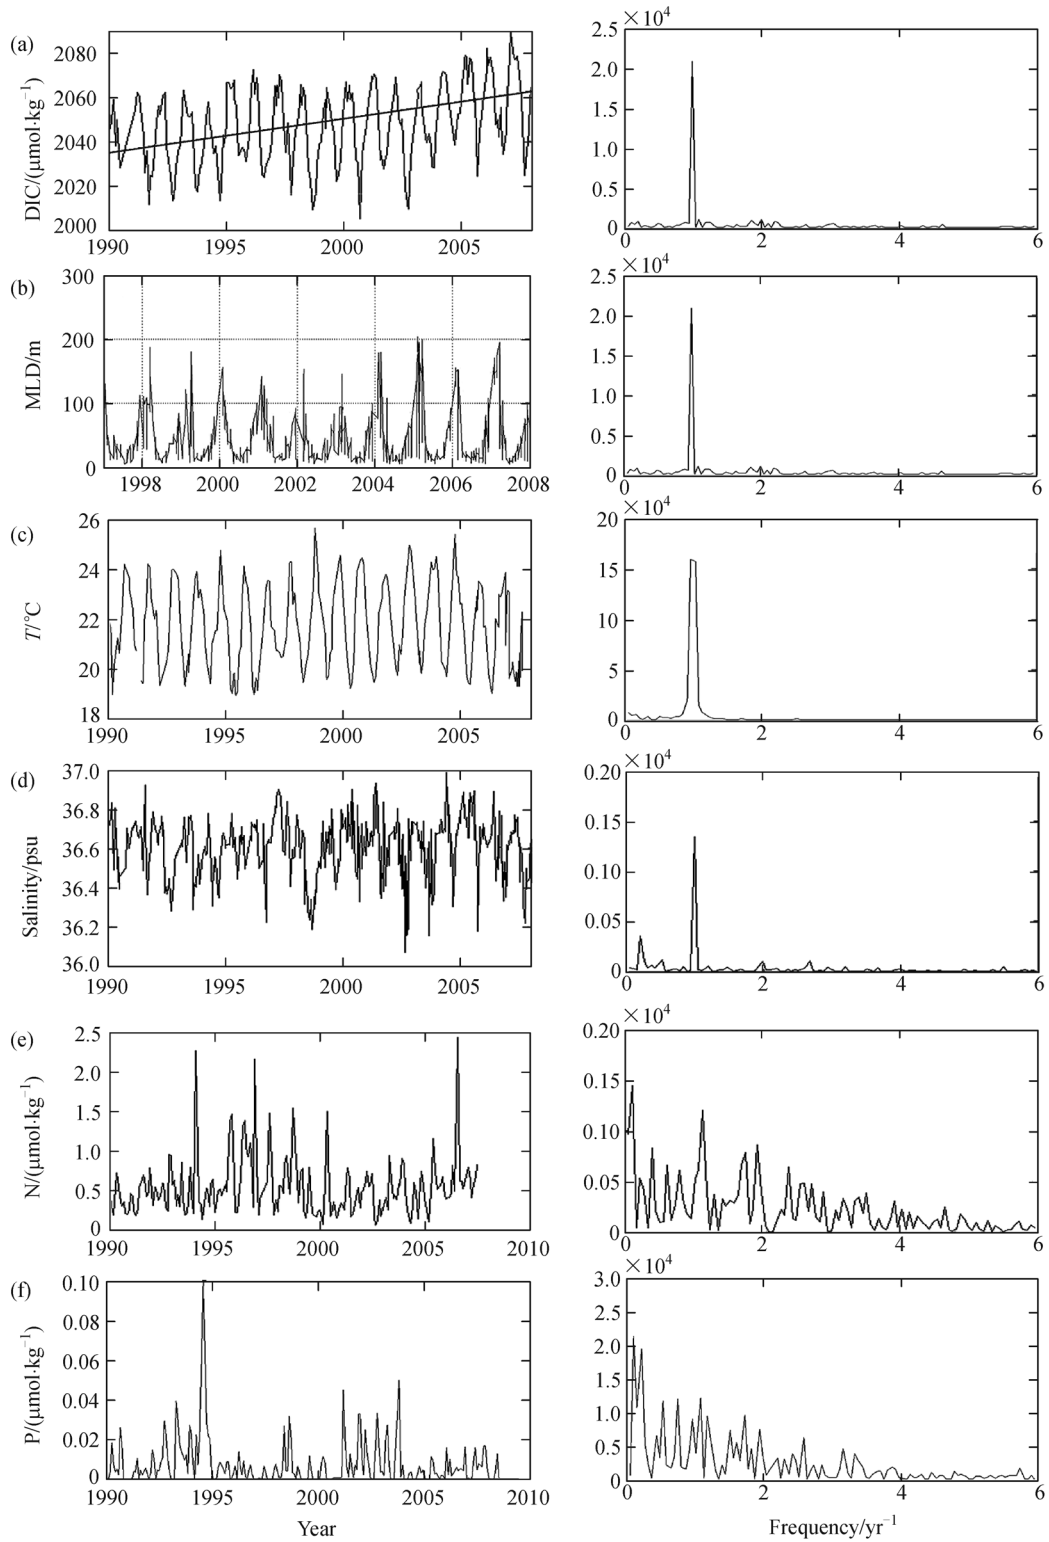 (a)
DIC/(μmol·kg⁻¹)
2080
2060
2040
2020
2000
1990 1995 2000 2005
×10⁴
2.5
2.0
1.5
1.0
0.5
0
0 2 4 6
(b)
MLD/m
300
200
100
0
1998 2000 2002 2004 2006 2008
×10⁴
2.5
2.0
1.5
1.0
0.5
0
0 2 4 6
(c)
T/°C
26
24
22
20
18
1990 1995 2000 2005
×10⁴
20
15
10
5
0
0 2 4 6
(d)
Salinity/psu
37.0
36.8
36.6
36.4
36.2
36.0
1990 1995 2000 2005
×10⁴
0.20
0.15
0.10
0.05
0
0 2 4 6
(e)
N/(μmol·kg⁻¹)
2.5
2.0
1.5
1.0
0.5
0
1990 1995 2000 2005 2010
×10⁴
0.20
0.15
0.10
0.05
0
0 2 4 6
(f)
P/(μmol·kg⁻¹)
0.10
0.08
0.06
0.04
0.02
0
1990 1995 2000 2005 2010
Year
×10⁴
3.0
2.5
2.0
1.5
1.0
0.5
0
0 2 4 6
Frequency/yr⁻¹